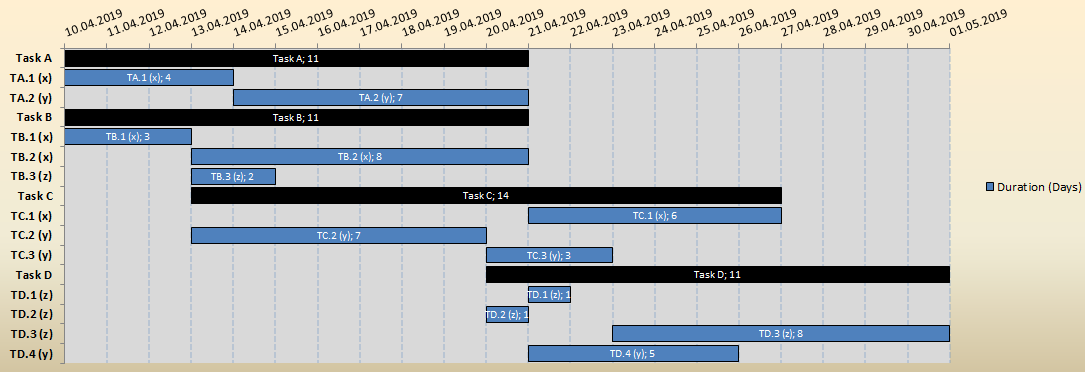 10.04.2019
11.04.2019
12.04.2019
13.04.2019
14.04.2019
15.04.2019
16.04.2019
17.04.2019
18.04.2019
19.04.2019
20.04.2019
21.04.2019
22.04.2019
23.04.2019
24.04.2019
25.04.2019
26.04.2019
27.04.2019
28.04.2019
29.04.2019
30.04.2019
01.05.2019
Task A
Task A; 11
TA.1 (x)
TA.1 (x); 4
TA.2 (y)
TA.2 (y); 7
Task B
Task B; 11
TB.1 (x)
TB.1 (x); 3
TB.2 (x)
TB.2 (x); 8
TB.3 (z)
TB.3 (z); 2
Task C
Task C; 14
TC.1 (x)
TC.1 (x); 6
TC.2 (y)
TC.2 (y); 7
TC.3 (y)
TC.3 (y); 3
Task D
Task D; 11
TD.1 (z)
TD.1 (z); 1
TD.2 (z)
TD.2 (z); 1
TD.3 (z)
TD.3 (z); 8
TD.4 (y)
TD.4 (y); 5
Duration (Days)